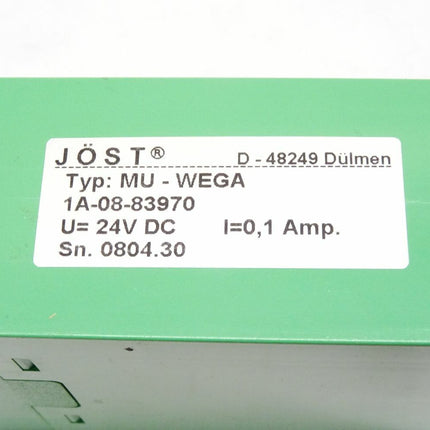 JÖST® D - 48249 Dülmen
Typ: MU - WEGA
1A-08-83970
U= 24V DC I=0,1 Amp.
Sn. 0804.30